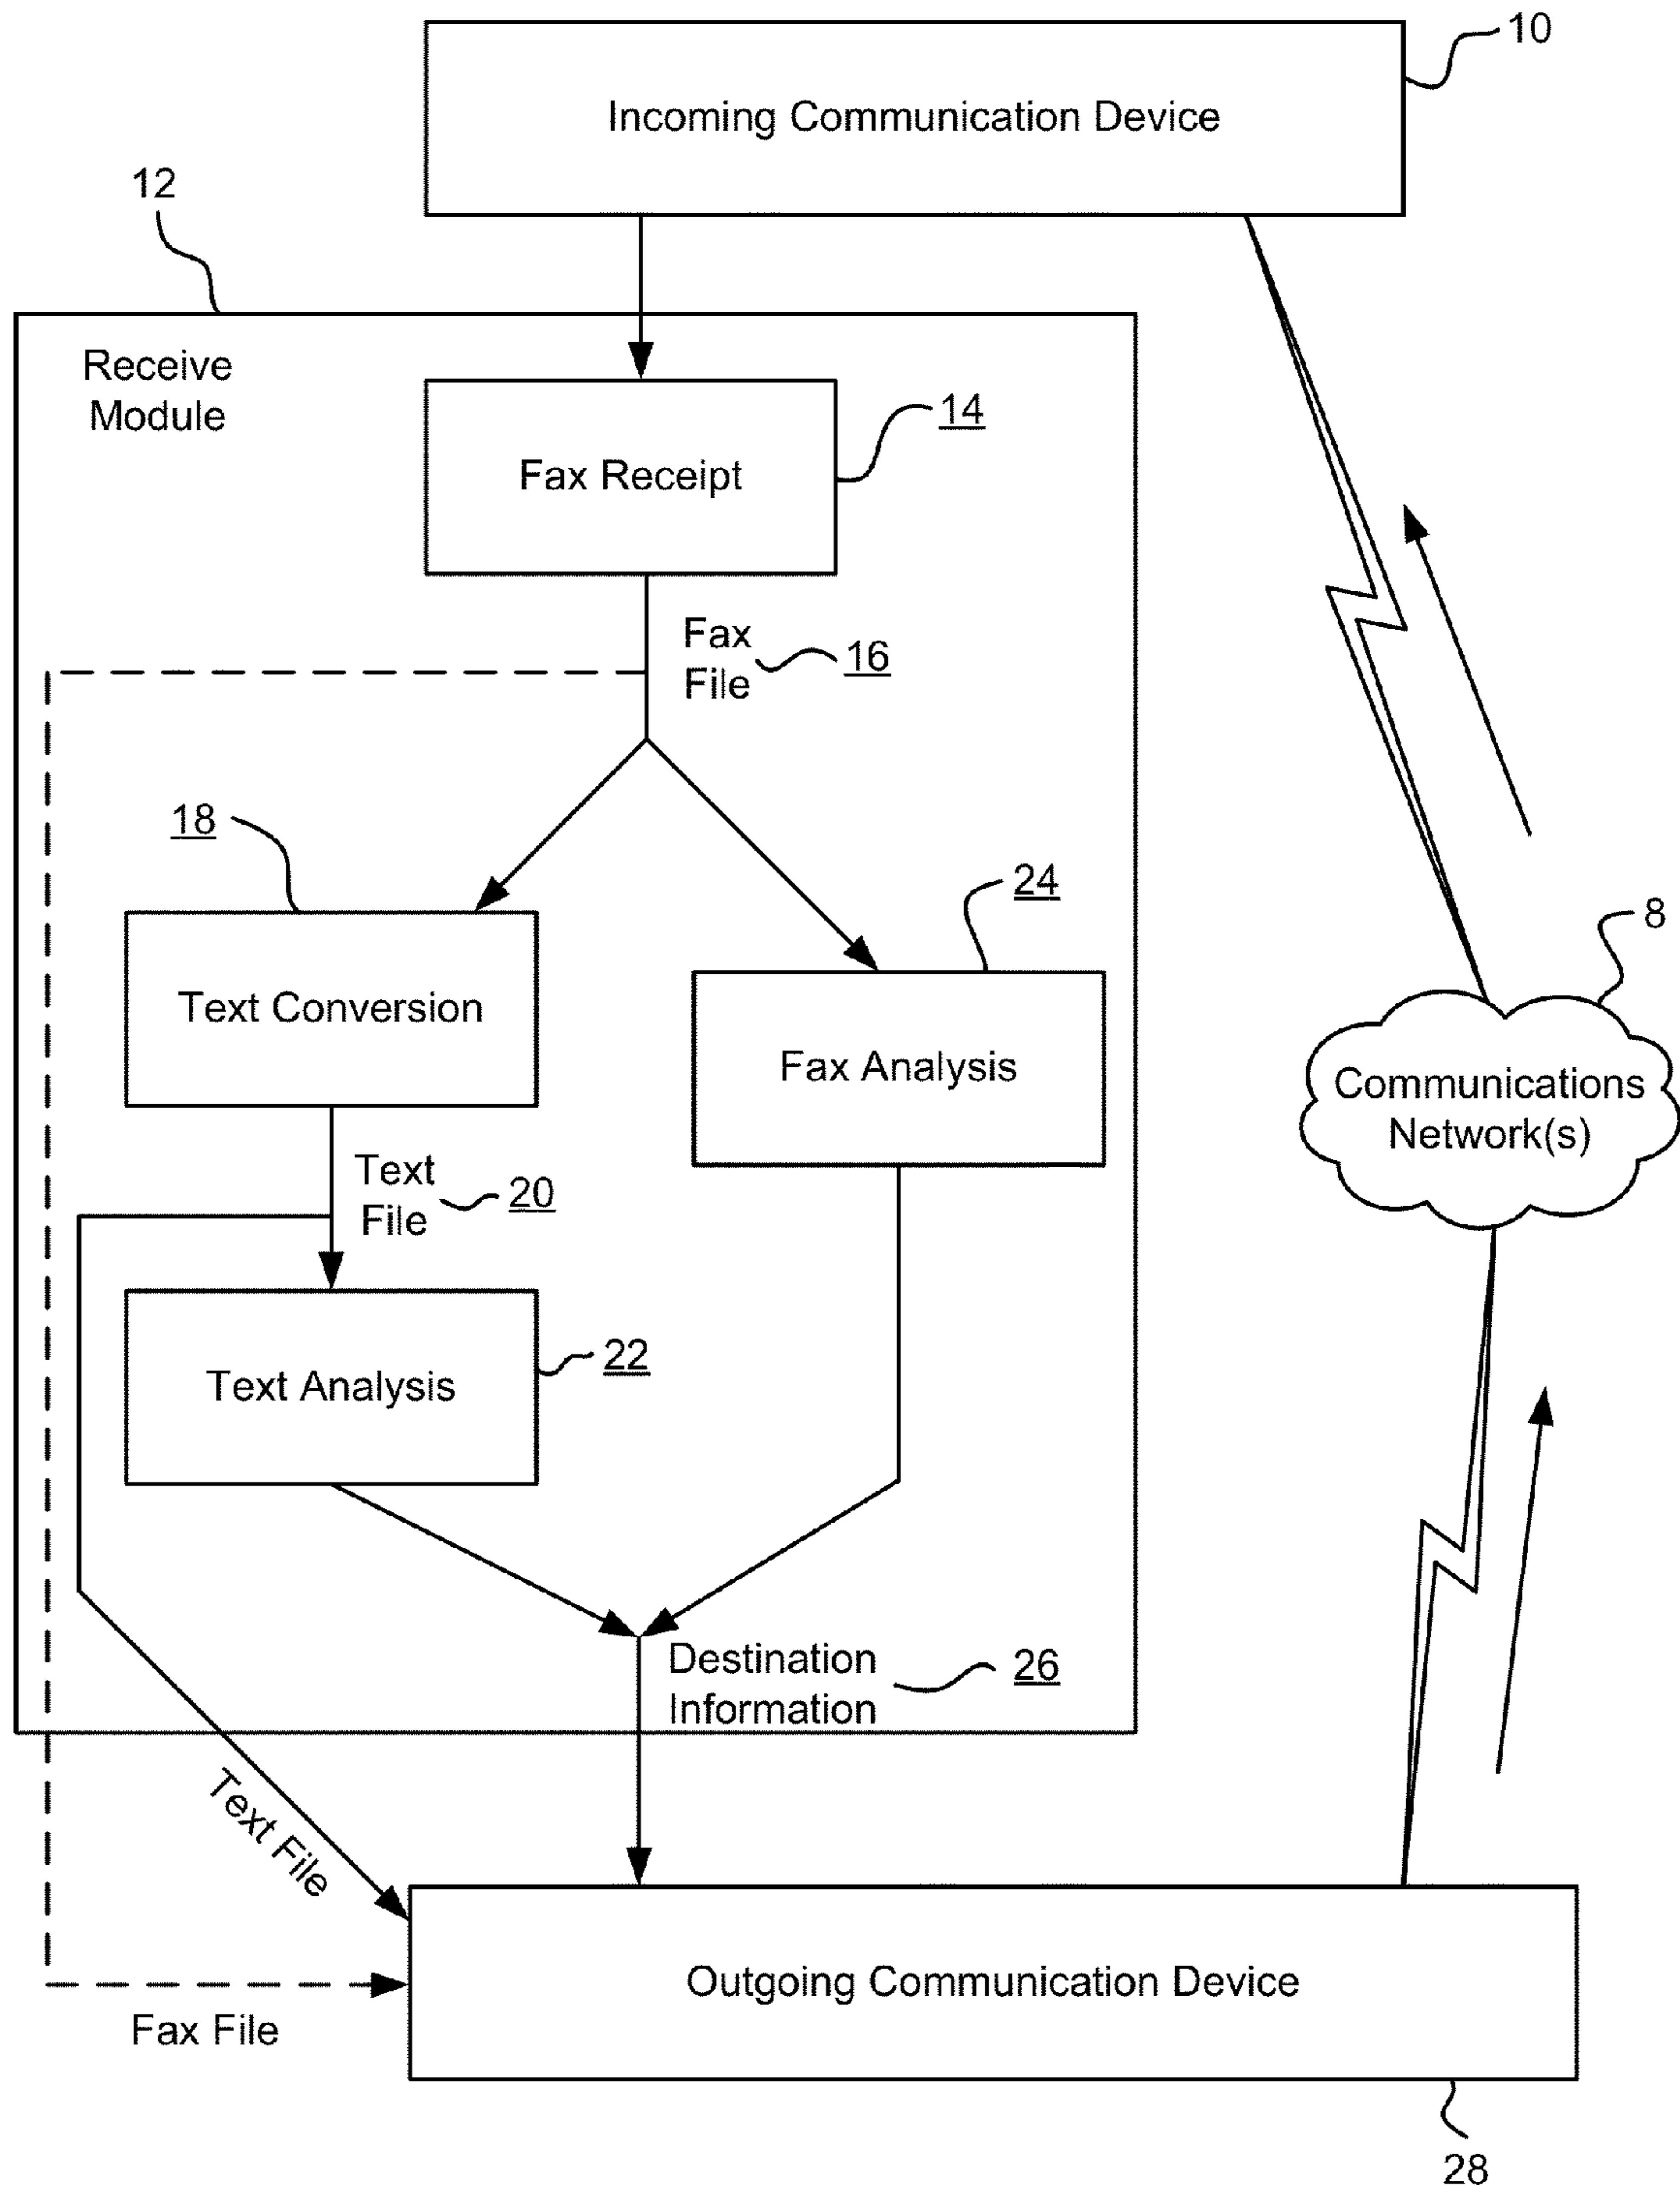 10
Incoming Communication Device
12
Receive
Module
14
Fax Receipt
Fax
File
16
18
24
8
Text Conversion
Fax Analysis
Communications
Network(s)
Text
File
20
22
Text Analysis
Destination
Information
26
Text File
Outgoing Communication Device
Fax File
28